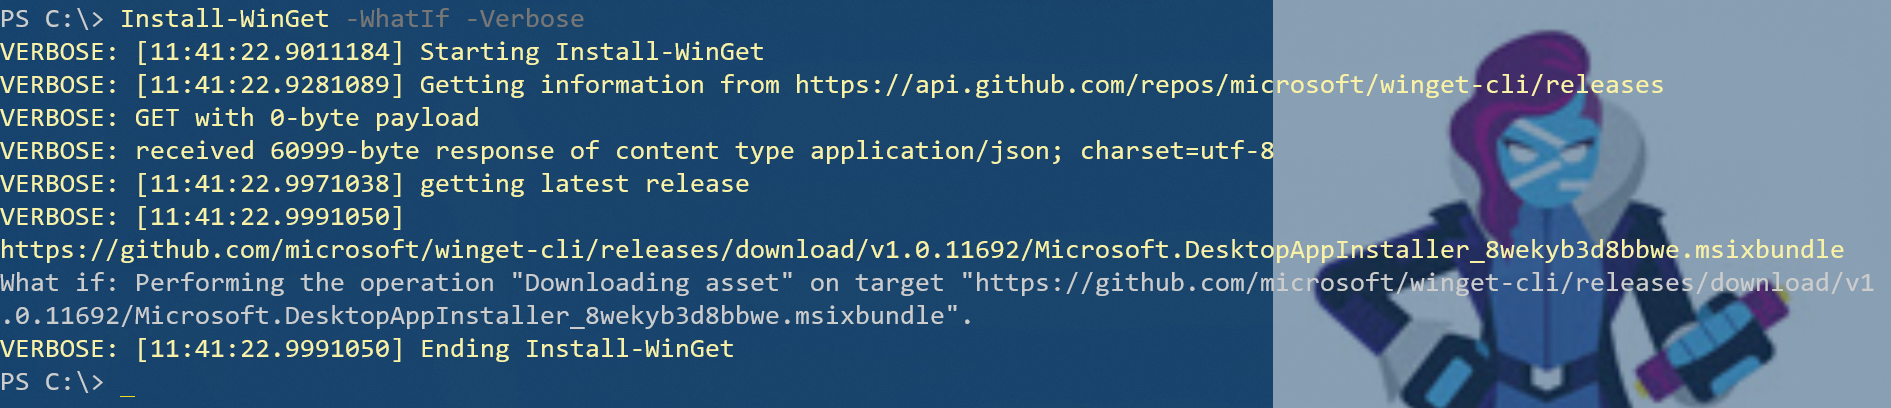 PS C:\> Install-WinGet -WhatIf -Verbose
VERBOSE: [11:41:22.9011184] Starting Install-WinGet
VERBOSE: [11:41:22.9281089] Getting information from https://api.github.com/repos/microsoft/winget-cli/releases
VERBOSE: GET with 0-byte payload
VERBOSE: received 60999-byte response of content type application/json; charset=utf-8
VERBOSE: [11:41:22.9971038] getting latest release
VERBOSE: [11:41:22.9991050]
https://github.com/microsoft/winget-cli/releases/download/v1.0.11692/Microsoft.DesktopAppInstaller_8wekyb3d8bbwe.msixbundle
What if: Performing the operation "Downloading asset" on target "https://github.com/microsoft/winget-cli/releases/download/v1
.0.11692/Microsoft.DesktopAppInstaller_8wekyb3d8bbwe.msixbundle".
VERBOSE: [11:41:22.9991050] Ending Install-WinGet
PS C:\> _